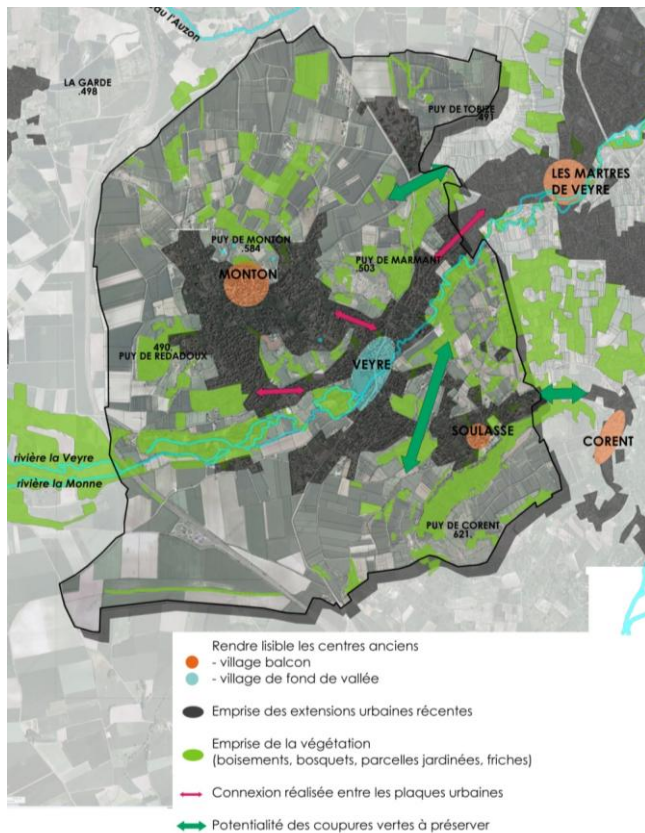 au l'Auzon
LA GARDE
.498
PUY DE TOBIZE
.491
LES MARTRES
DE VEYRE
PUY DE MONTON
.584
MONTON
PUY DE MARMANT
.503
490.
PUY DE REDADOUX
VEYRE
SOULASSE
CORENT
rivière la Veyre
rivière la Monne
PUY DE CORENT
621.
Rendre lisible les centres anciens
- village balcon
- village de fond de vallée
Emprise des extensions urbaines récentes
Emprise de la végétation
(boisements, bosquets, parcelles jardinées, friches)
Connexion réalisée entre les plaques urbaines
Potentialité des coupures vertes à préserver